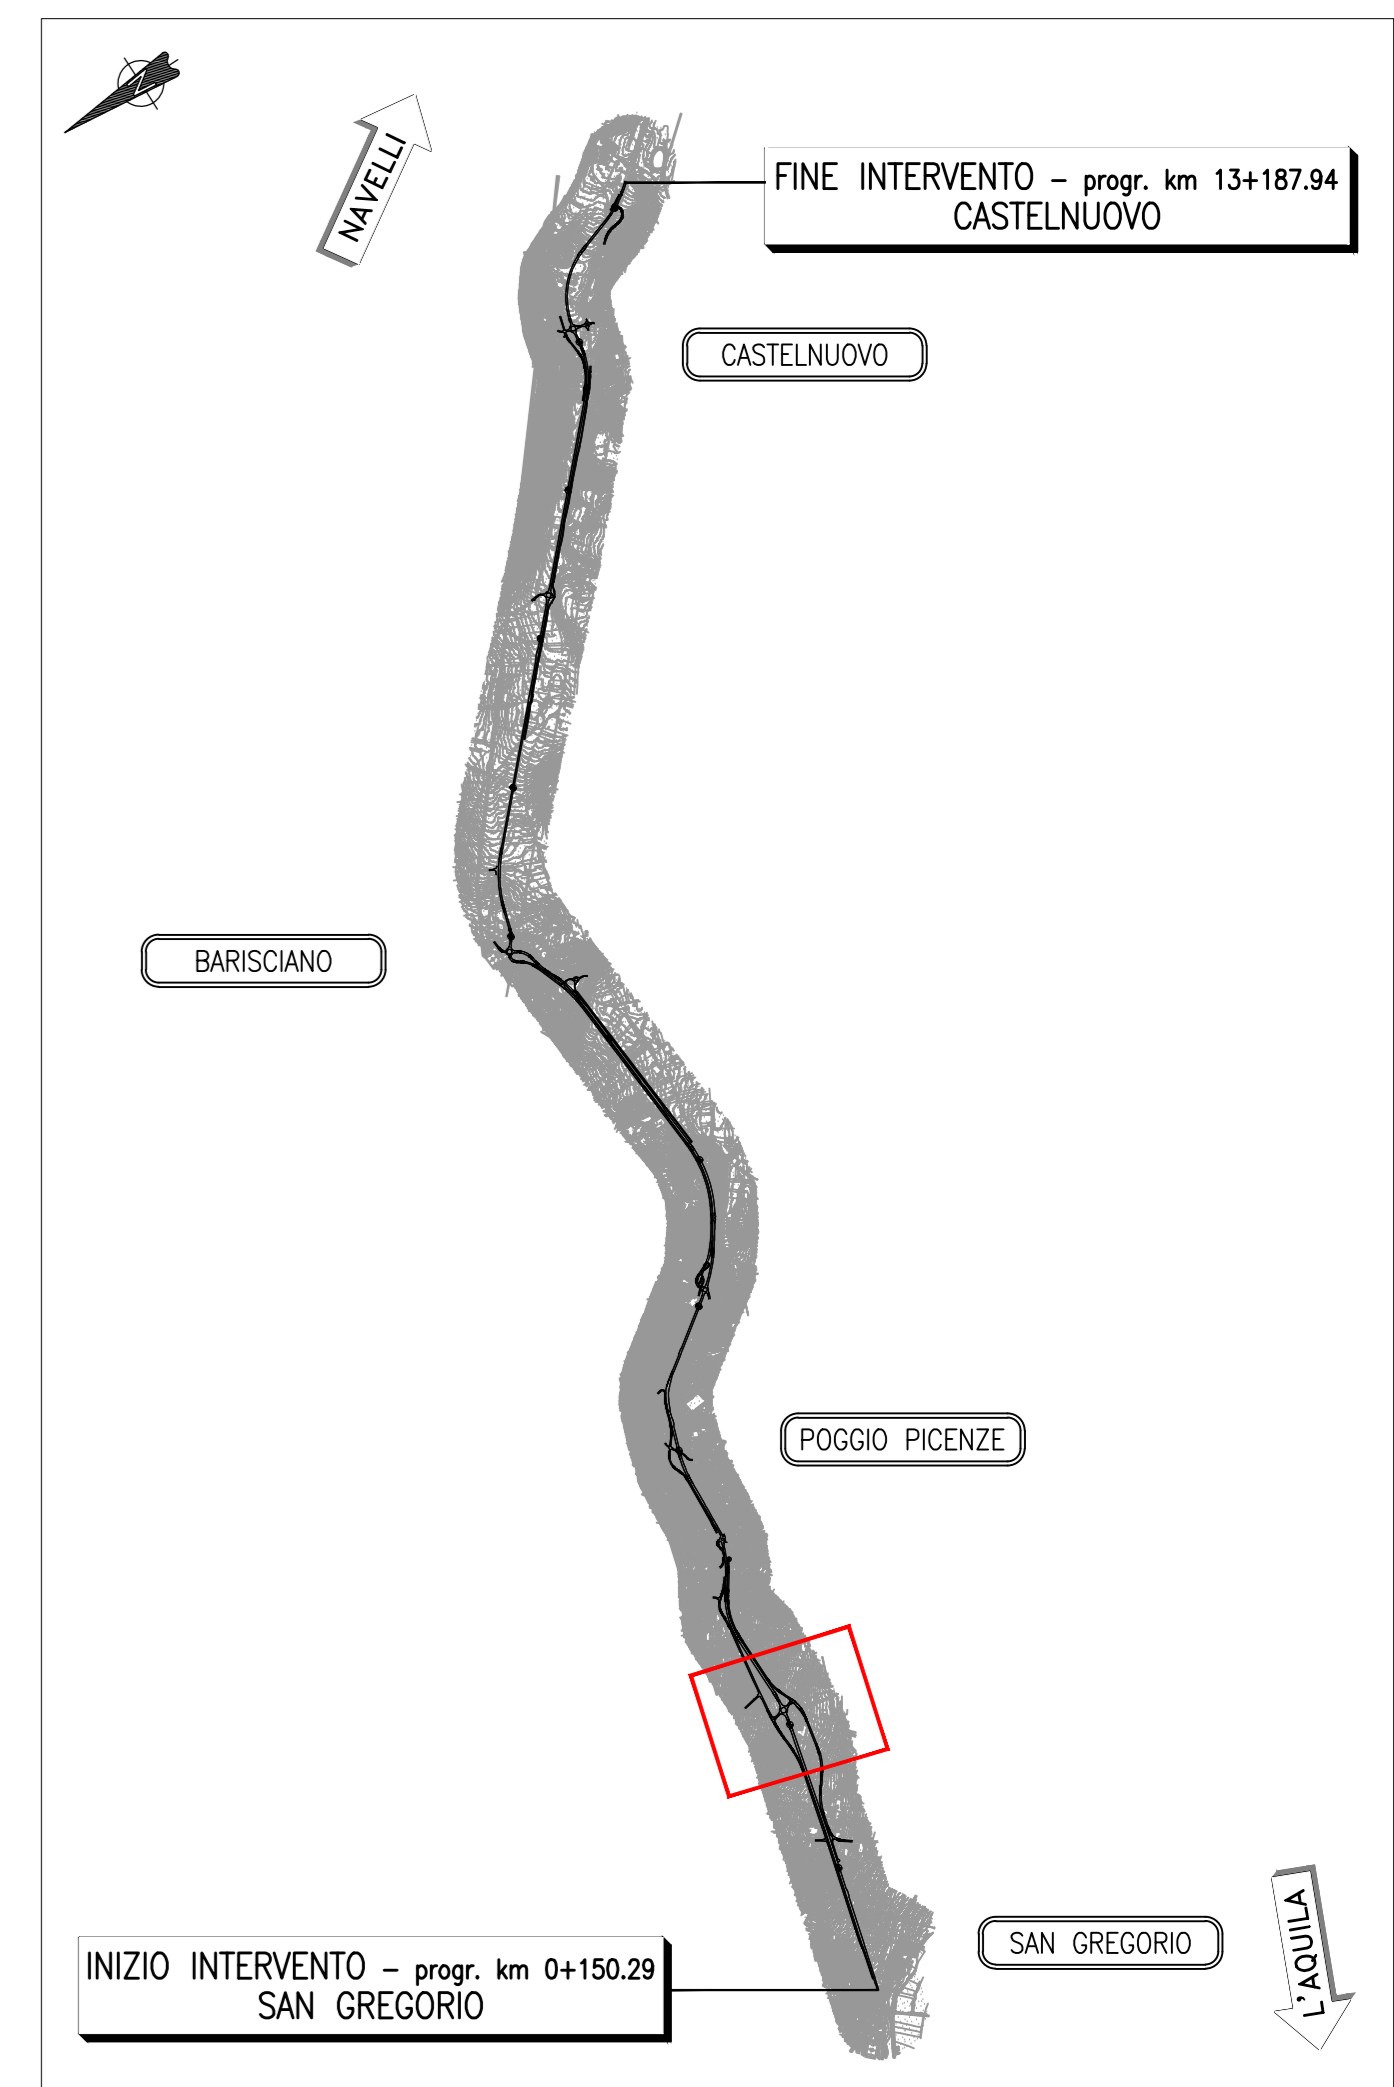 NAVELLI
FINE INTERVENTO – progr. km 13+187.94
CASTELNUOVO
CASTELNUOVO
BARISCIANO
POGGIO PICENZE
SAN GREGORIO
L'AQUILA
INIZIO INTERVENTO – progr. km 0+150.29
SAN GREGORIO